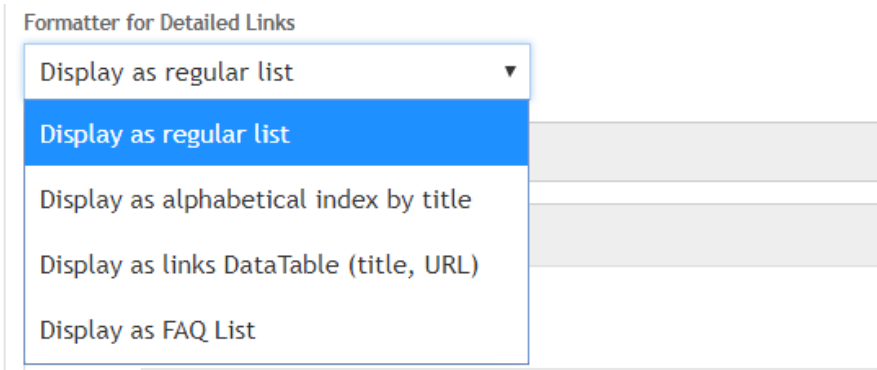 Formatter for Detailed Links
Display as regular list
Display as regular list
Display as alphabetical index by title
Display as links DataTable (title, URL)
Display as FAQ List